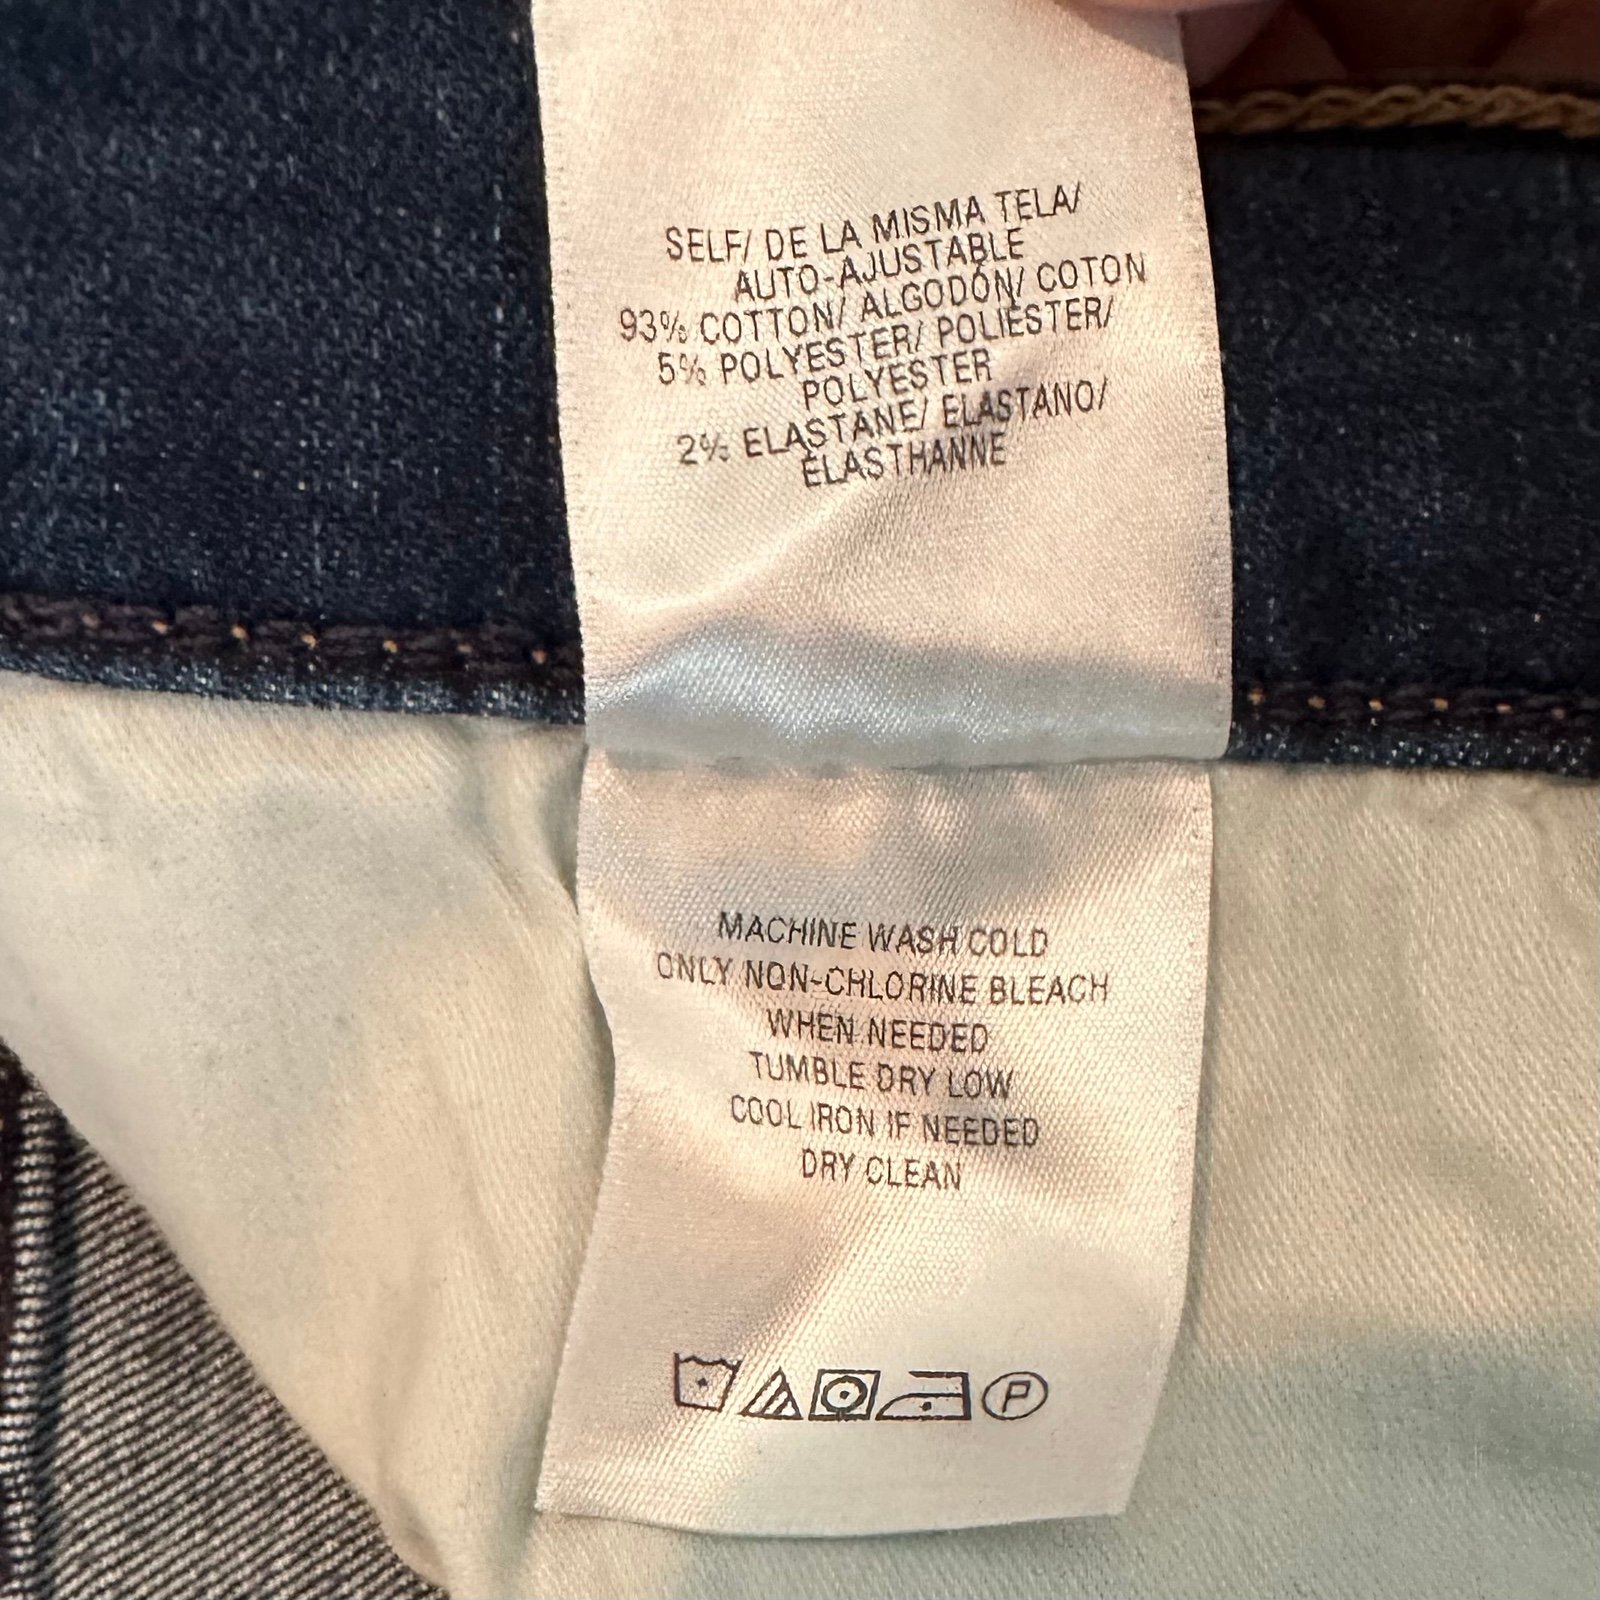 SELF/ DE LA MISMA TELA/
AUTO-AJUSTABLE
93% COTTON/ ALGODÓN/ COTON
5% POLYESTER/ POLIÉSTER/
POLYESTER
2% ELASTANE/ ELASTANO/
ÉLASTHANNE
MACHINE WASH COLD
ONLY NON-CHLORINE BLEACH
WHEN NEEDED
TUMBLE DRY LOW
COOL IRON IF NEEDED
DRY CLEAN
P